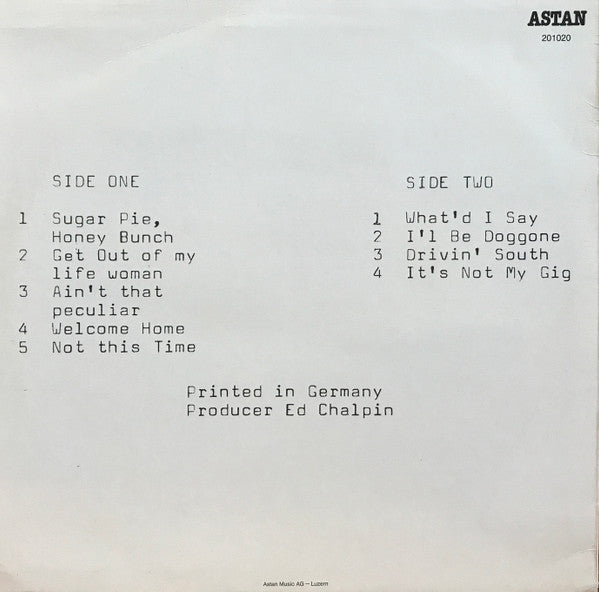 ASTAN
201020
SIDE ONE
1 Sugar Pie,
Honey Bunch
2 Get Out of my
life woman
3 Ain't that
peculiar
4 Welcome Home
5 Not this Time
SIDE TWO
1 What'd I Say
2 I'll Be Doggone
3 Drivin' South
4 It's Not My Gig
Printed in Germany
Producer Ed Chalpin
Astan Music AG – Luzern